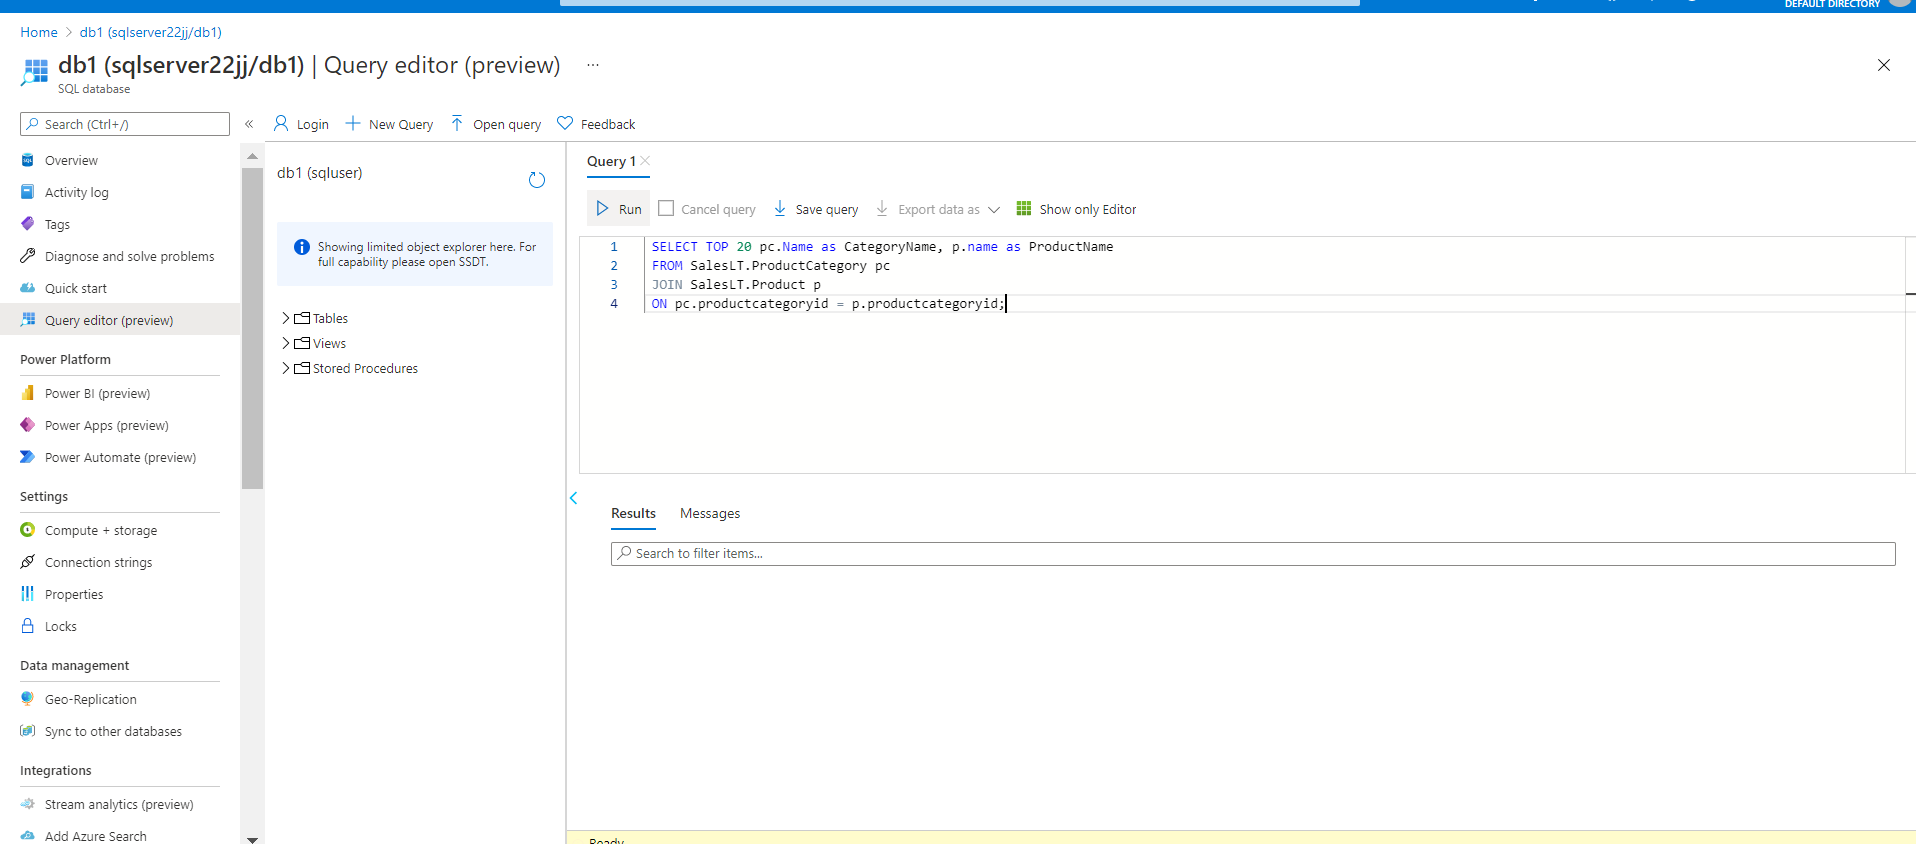 DEFAULT DIRECTORY
Home > db1 (sqlserver22jj/db1)
db1 (sqlserver22jj/db1) | Query editor (preview) ...
SQL database
Search (Ctrl+/)
«
Login
New Query
Open query
Feedback
Overview
Activity log
Tags
Diagnose and solve problems
Quick start
Query editor (preview)
Power Platform
Power BI (preview)
Power Apps (preview)
Power Automate (preview)
Settings
Compute + storage
Connection strings
Properties
Locks
Data management
Geo-Replication
Sync to other databases
Integrations
Stream analytics (preview)
Add Azure Search
db1 (sqluser)
Showing limited object explorer here. For
full capability please open SSDT.
Tables
Views
Stored Procedures
Query 1
Run
Cancel query
Save query
Export data as
Show only Editor
1 SELECT TOP 20 pc.Name as CategoryName, p.name as ProductName
2 FROM SalesLT.ProductCategory pc
3 JOIN SalesLT.Product p
4 ON pc.productcategoryid = p.productcategoryid;
Results
Messages
Search to filter items...
Ready